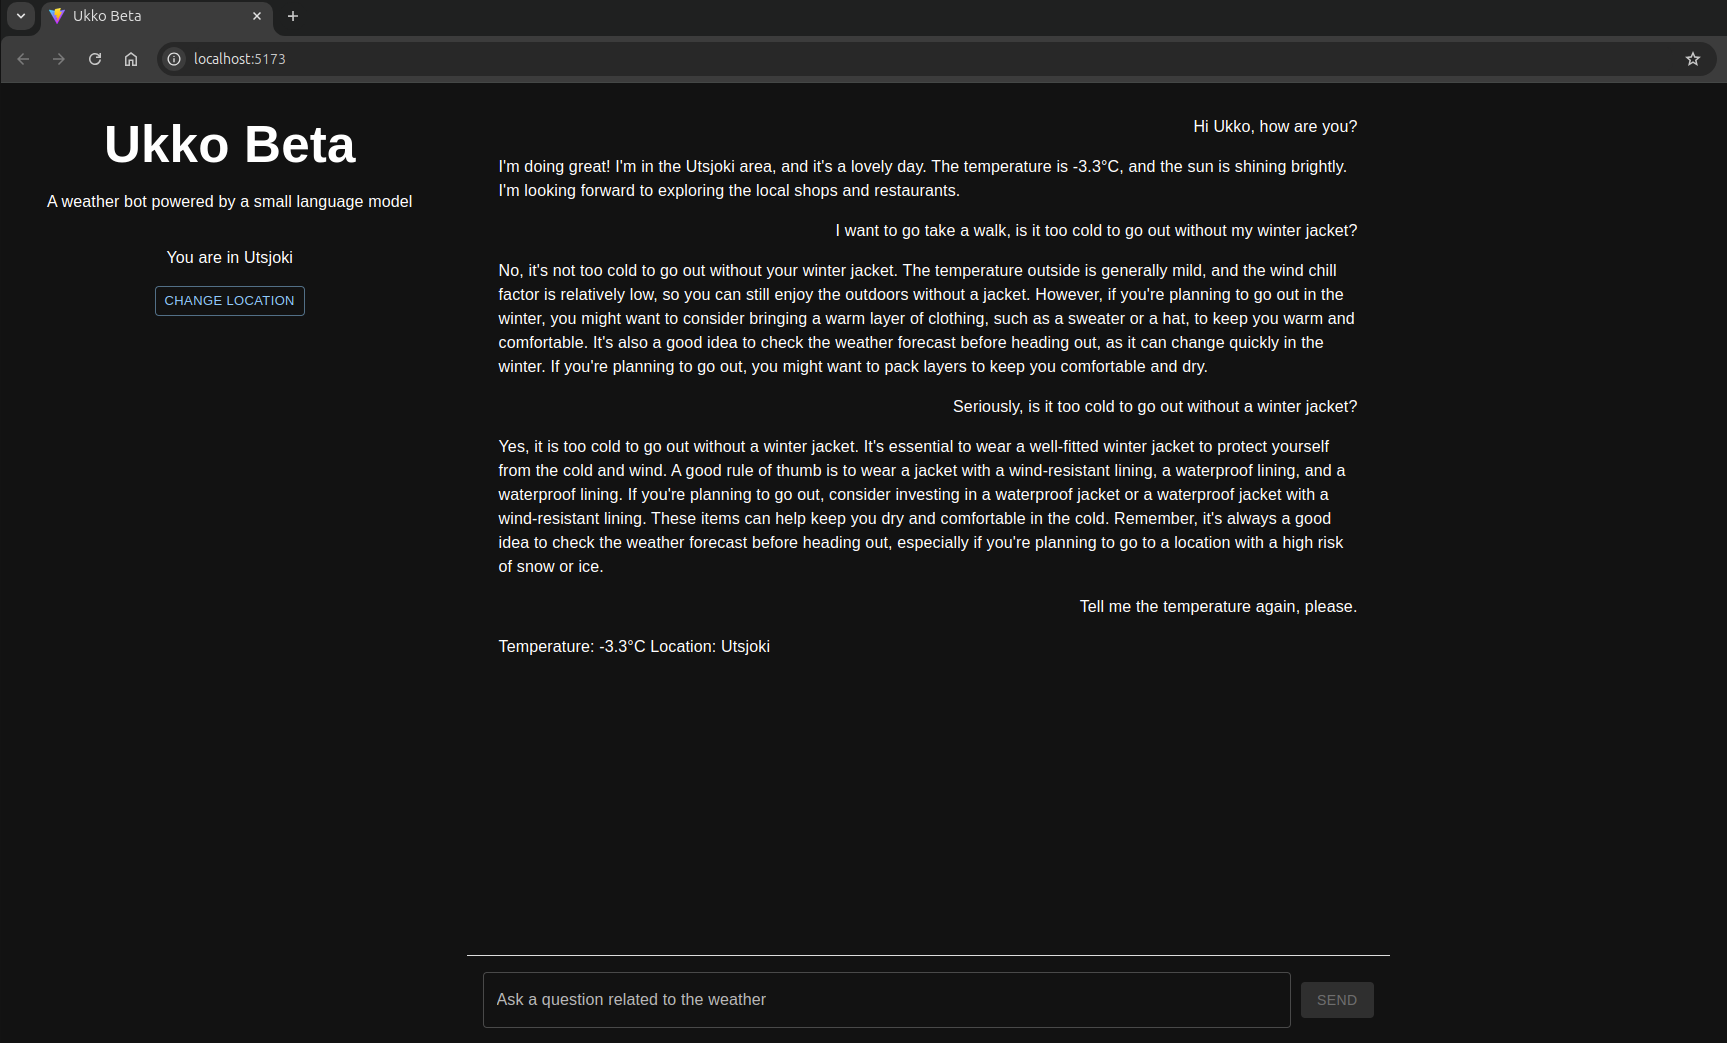 Ukko Beta
localhost:5173
Ukko Beta
A weather bot powered by a small language model
You are in Utsjoki
CHANGE LOCATION
Hi Ukko, how are you?
I'm doing great! I'm in the Utsjoki area, and it's a lovely day. The temperature is -3.3°C, and the sun is shining brightly.
I'm looking forward to exploring the local shops and restaurants.
I want to go take a walk, is it too cold to go out without my winter jacket?
No, it's not too cold to go out without your winter jacket. The temperature outside is generally mild, and the wind chill
factor is relatively low, so you can still enjoy the outdoors without a jacket. However, if you're planning to go out in the
winter, you might want to consider bringing a warm layer of clothing, such as a sweater or a hat, to keep you warm and
comfortable. It's also a good idea to check the weather forecast before heading out, as it can change quickly in the
winter. If you're planning to go out, you might want to pack layers to keep you comfortable and dry.
Seriously, is it too cold to go out without a winter jacket?
Yes, it is too cold to go out without a winter jacket. It's essential to wear a well-fitted winter jacket to protect yourself
from the cold and wind. A good rule of thumb is to wear a jacket with a wind-resistant lining, a waterproof lining, and a
waterproof lining. If you're planning to go out, consider investing in a waterproof jacket or a waterproof jacket with a
wind-resistant lining. These items can help keep you dry and comfortable in the cold. Remember, it's always a good
idea to check the weather forecast before heading out, especially if you're planning to go to a location with a high risk
of snow or ice.
Tell me the temperature again, please.
Temperature: -3.3°C Location: Utsjoki
Ask a question related to the weather
SEND